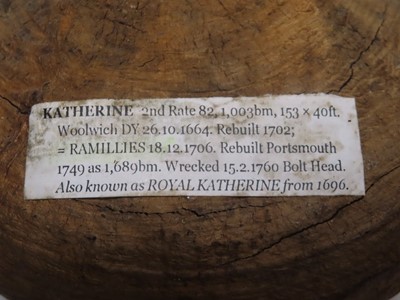 KATHERINE 2nd Rate 82, 1,003bm, 153 × 40ft.
Woolwich DY 26.10.1664. Rebuilt 1702;
= RAMILLIES 18.12.1706. Rebuilt Portsmouth
1749 as 1,689bm. Wrecked 15.2.1760 Bolt Head.
Also known as ROYAL KATHERINE from 1696.